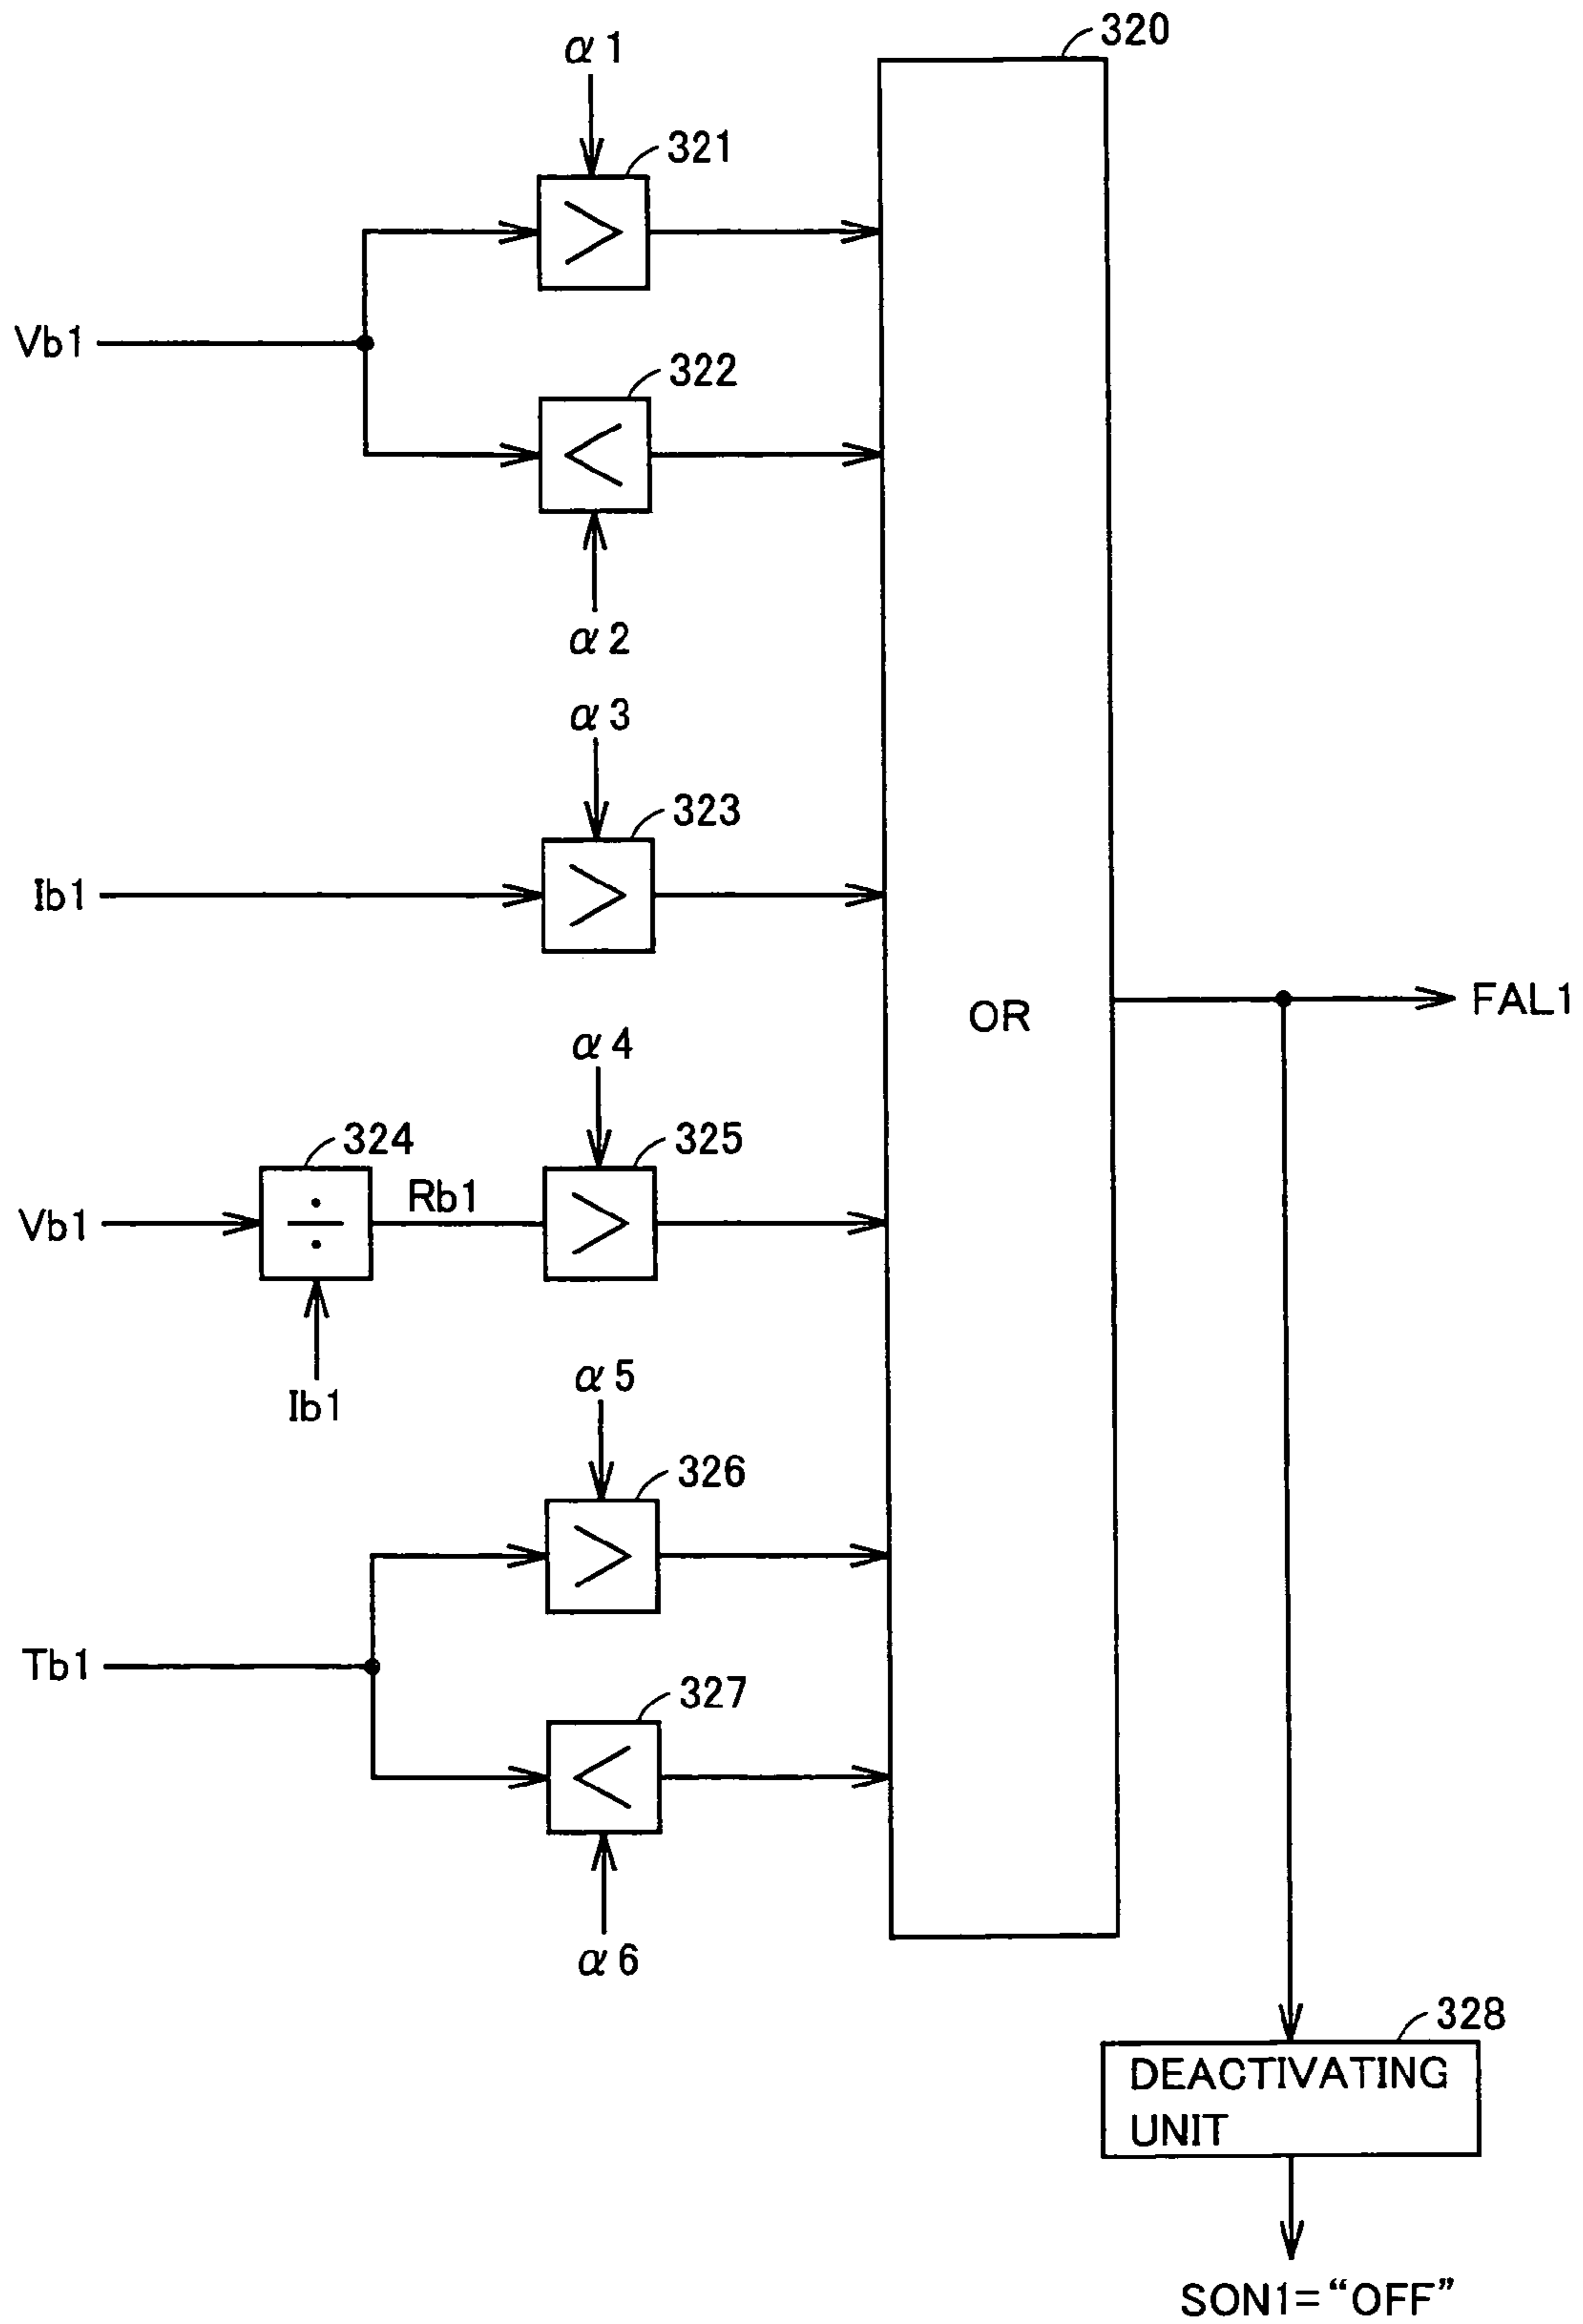 320
α1
321
>
Vb1
322
<
α2
α3
323
Ib1
>
OR
FAL1
α4
324
325
Rb1
Vb1
÷
>
Ib1
α5
326
>
Tb1
327
<
α6
328
DEACTIVATING
UNIT
SON1=“OFF”